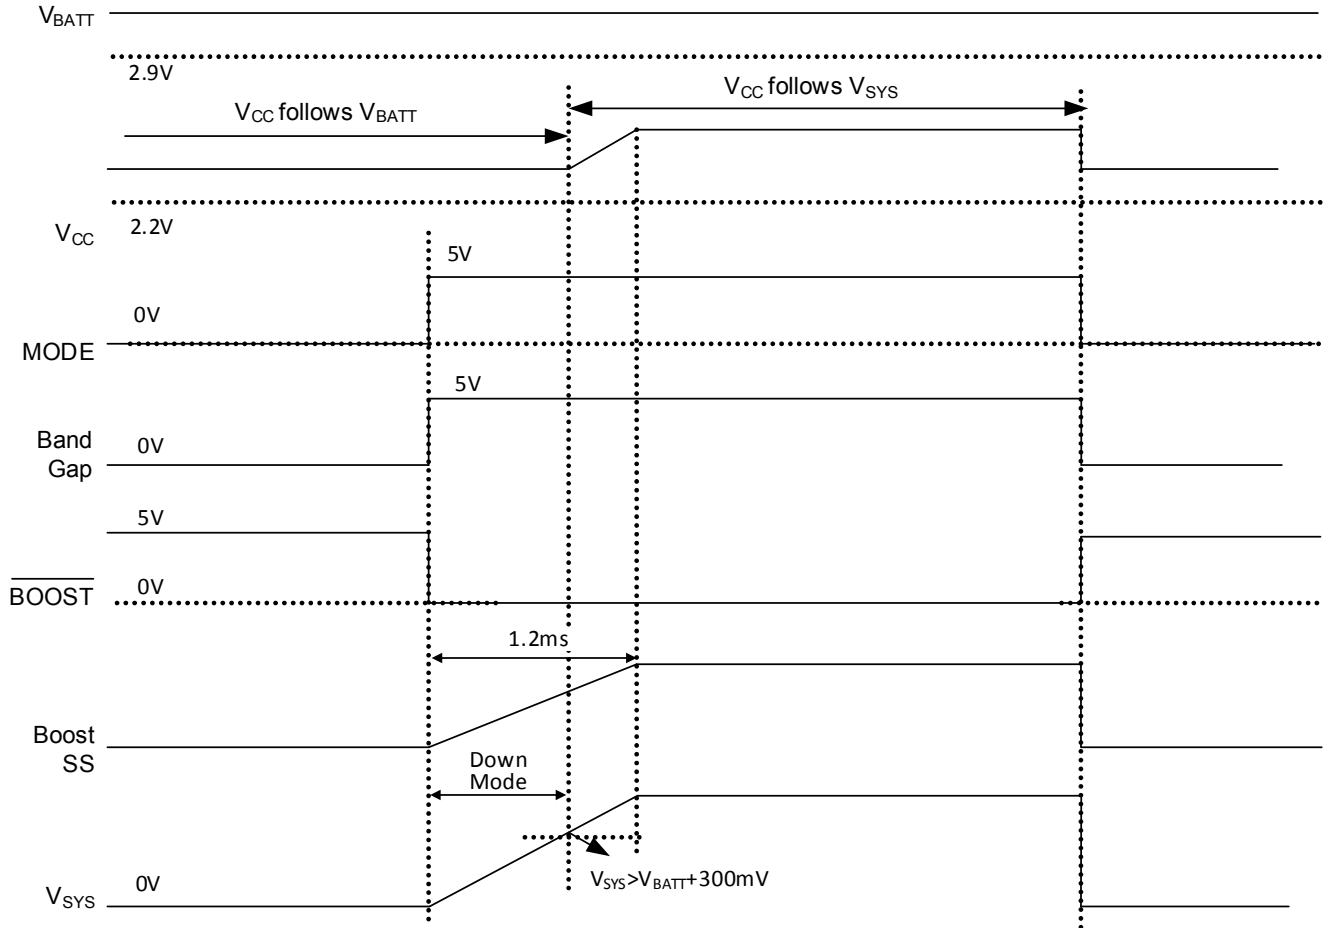 VBATT
2.9V
VCC follows VBATT
VCC follows VSYS
VCC
2.2V
5V
0V
MODE
5V
Band
Gap
0V
5V
BOOST
0V
1.2ms
Boost
SS
Down
Mode
VSYS
0V
VSYS>VBATT+300mV